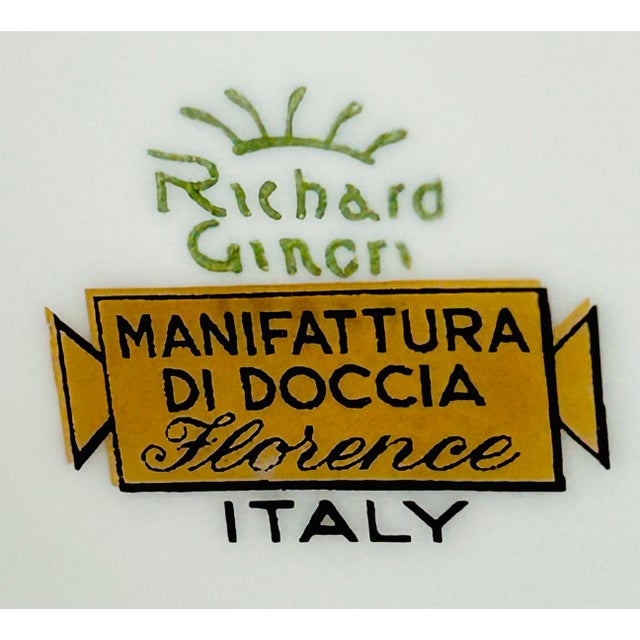 Richard
Ginori
MANIFATTURA
DI DOCCIA
Florence
ITALY